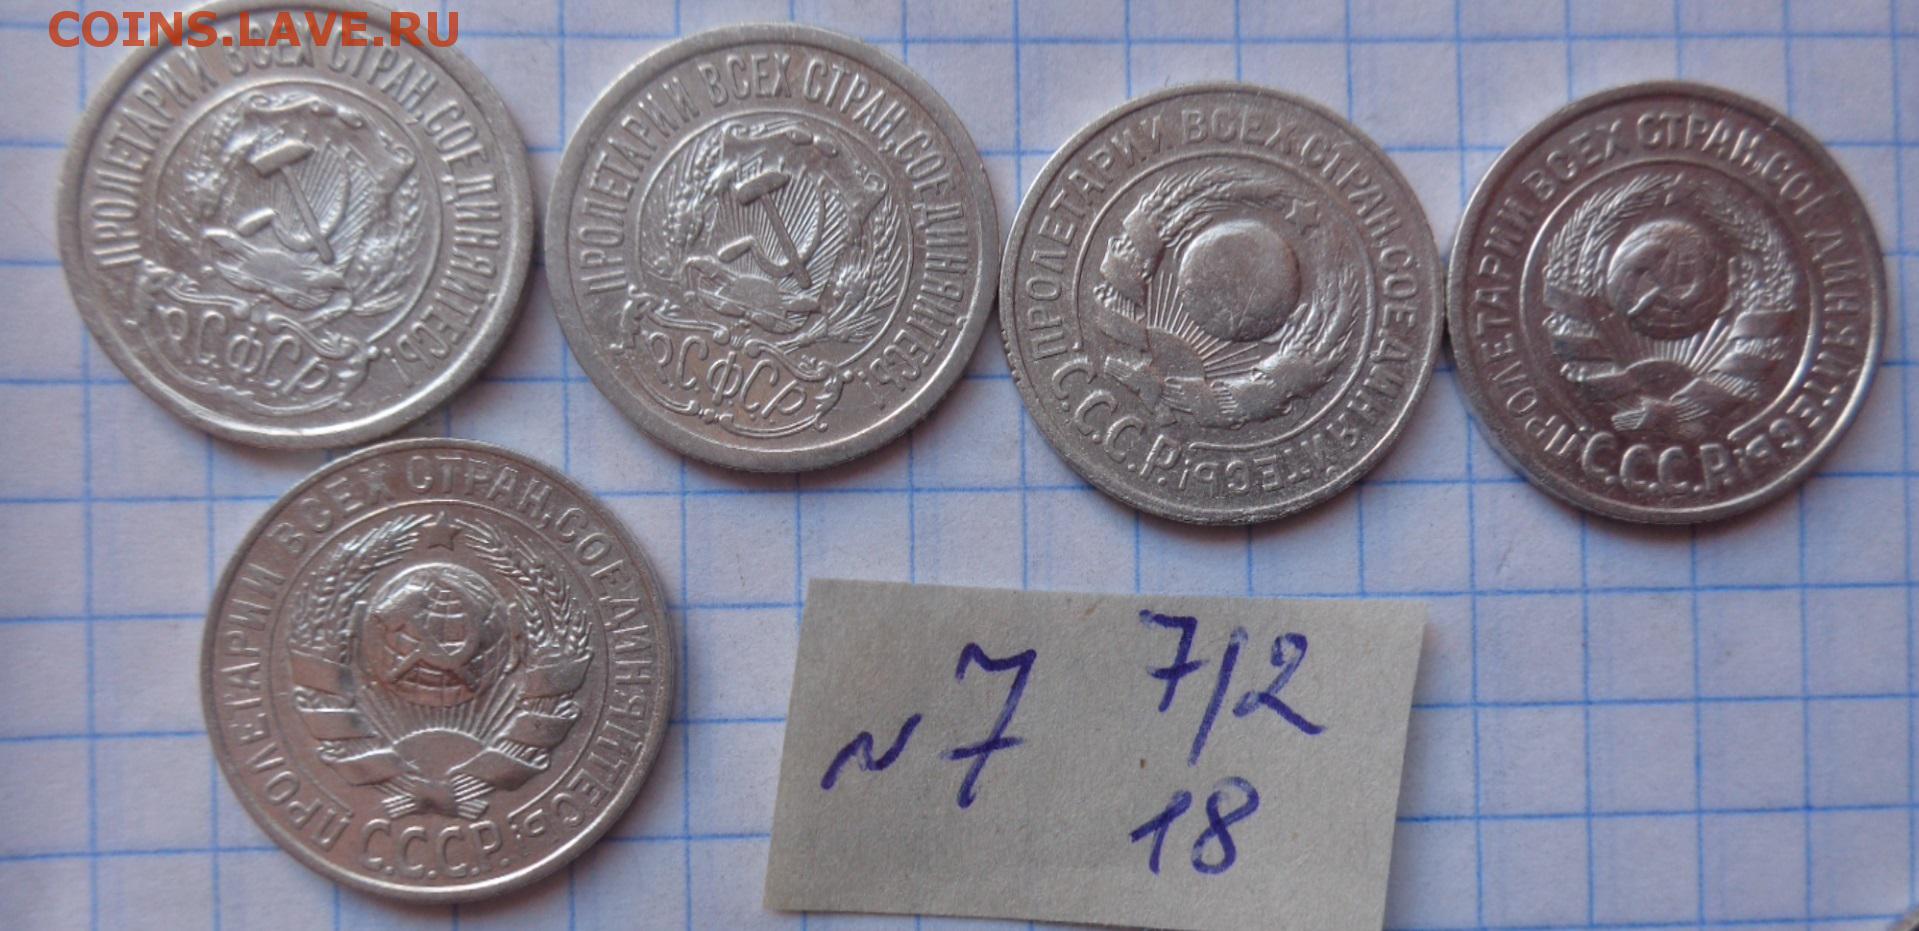 COINS.LAVE.RU
ПРОЛЕТАРИИ ВСЕХ СТРАН, СОЕДИНЯЙТЕСЬ!
Р.С.Ф.С.Р.
ПРОЛЕТАРИИ ВСЕХ СТРАН, СОЕДИНЯЙТЕСЬ!
Р.С.Ф.С.Р.
ПРОЛЕТАРИИ ВСЕХ СТРАН, СОЕДИНЯЙТЕСЬ!
С.С.С.Р.
ПРОЛЕТАРИИ ВСЕХ СТРАН, СОЕДИНЯЙТЕСЬ!
С.С.С.Р.
ПРОЛЕТАРИИ ВСЕХ СТРАН, СОЕДИНЯЙТЕСЬ!
С.С.С.Р.
N7 7/2
18